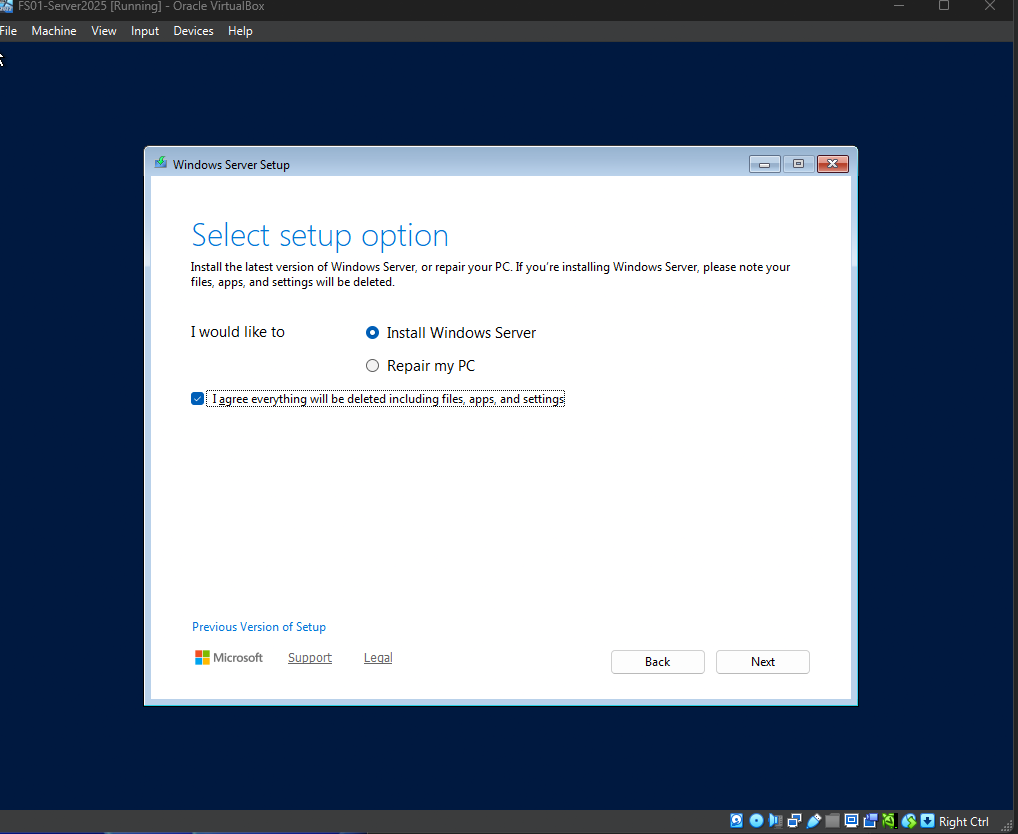 FS01-Server2025 [Running] - Oracle VirtualBox
File Machine View Input Devices Help
Windows Server Setup
Select setup option
Install the latest version of Windows Server, or repair your PC. If you're installing Windows Server, please note your
files, apps, and settings will be deleted.
I would like to
Install Windows Server
Repair my PC
I agree everything will be deleted including files, apps, and settings
Previous Version of Setup
Microsoft Support Legal
Back Next
Right Ctrl